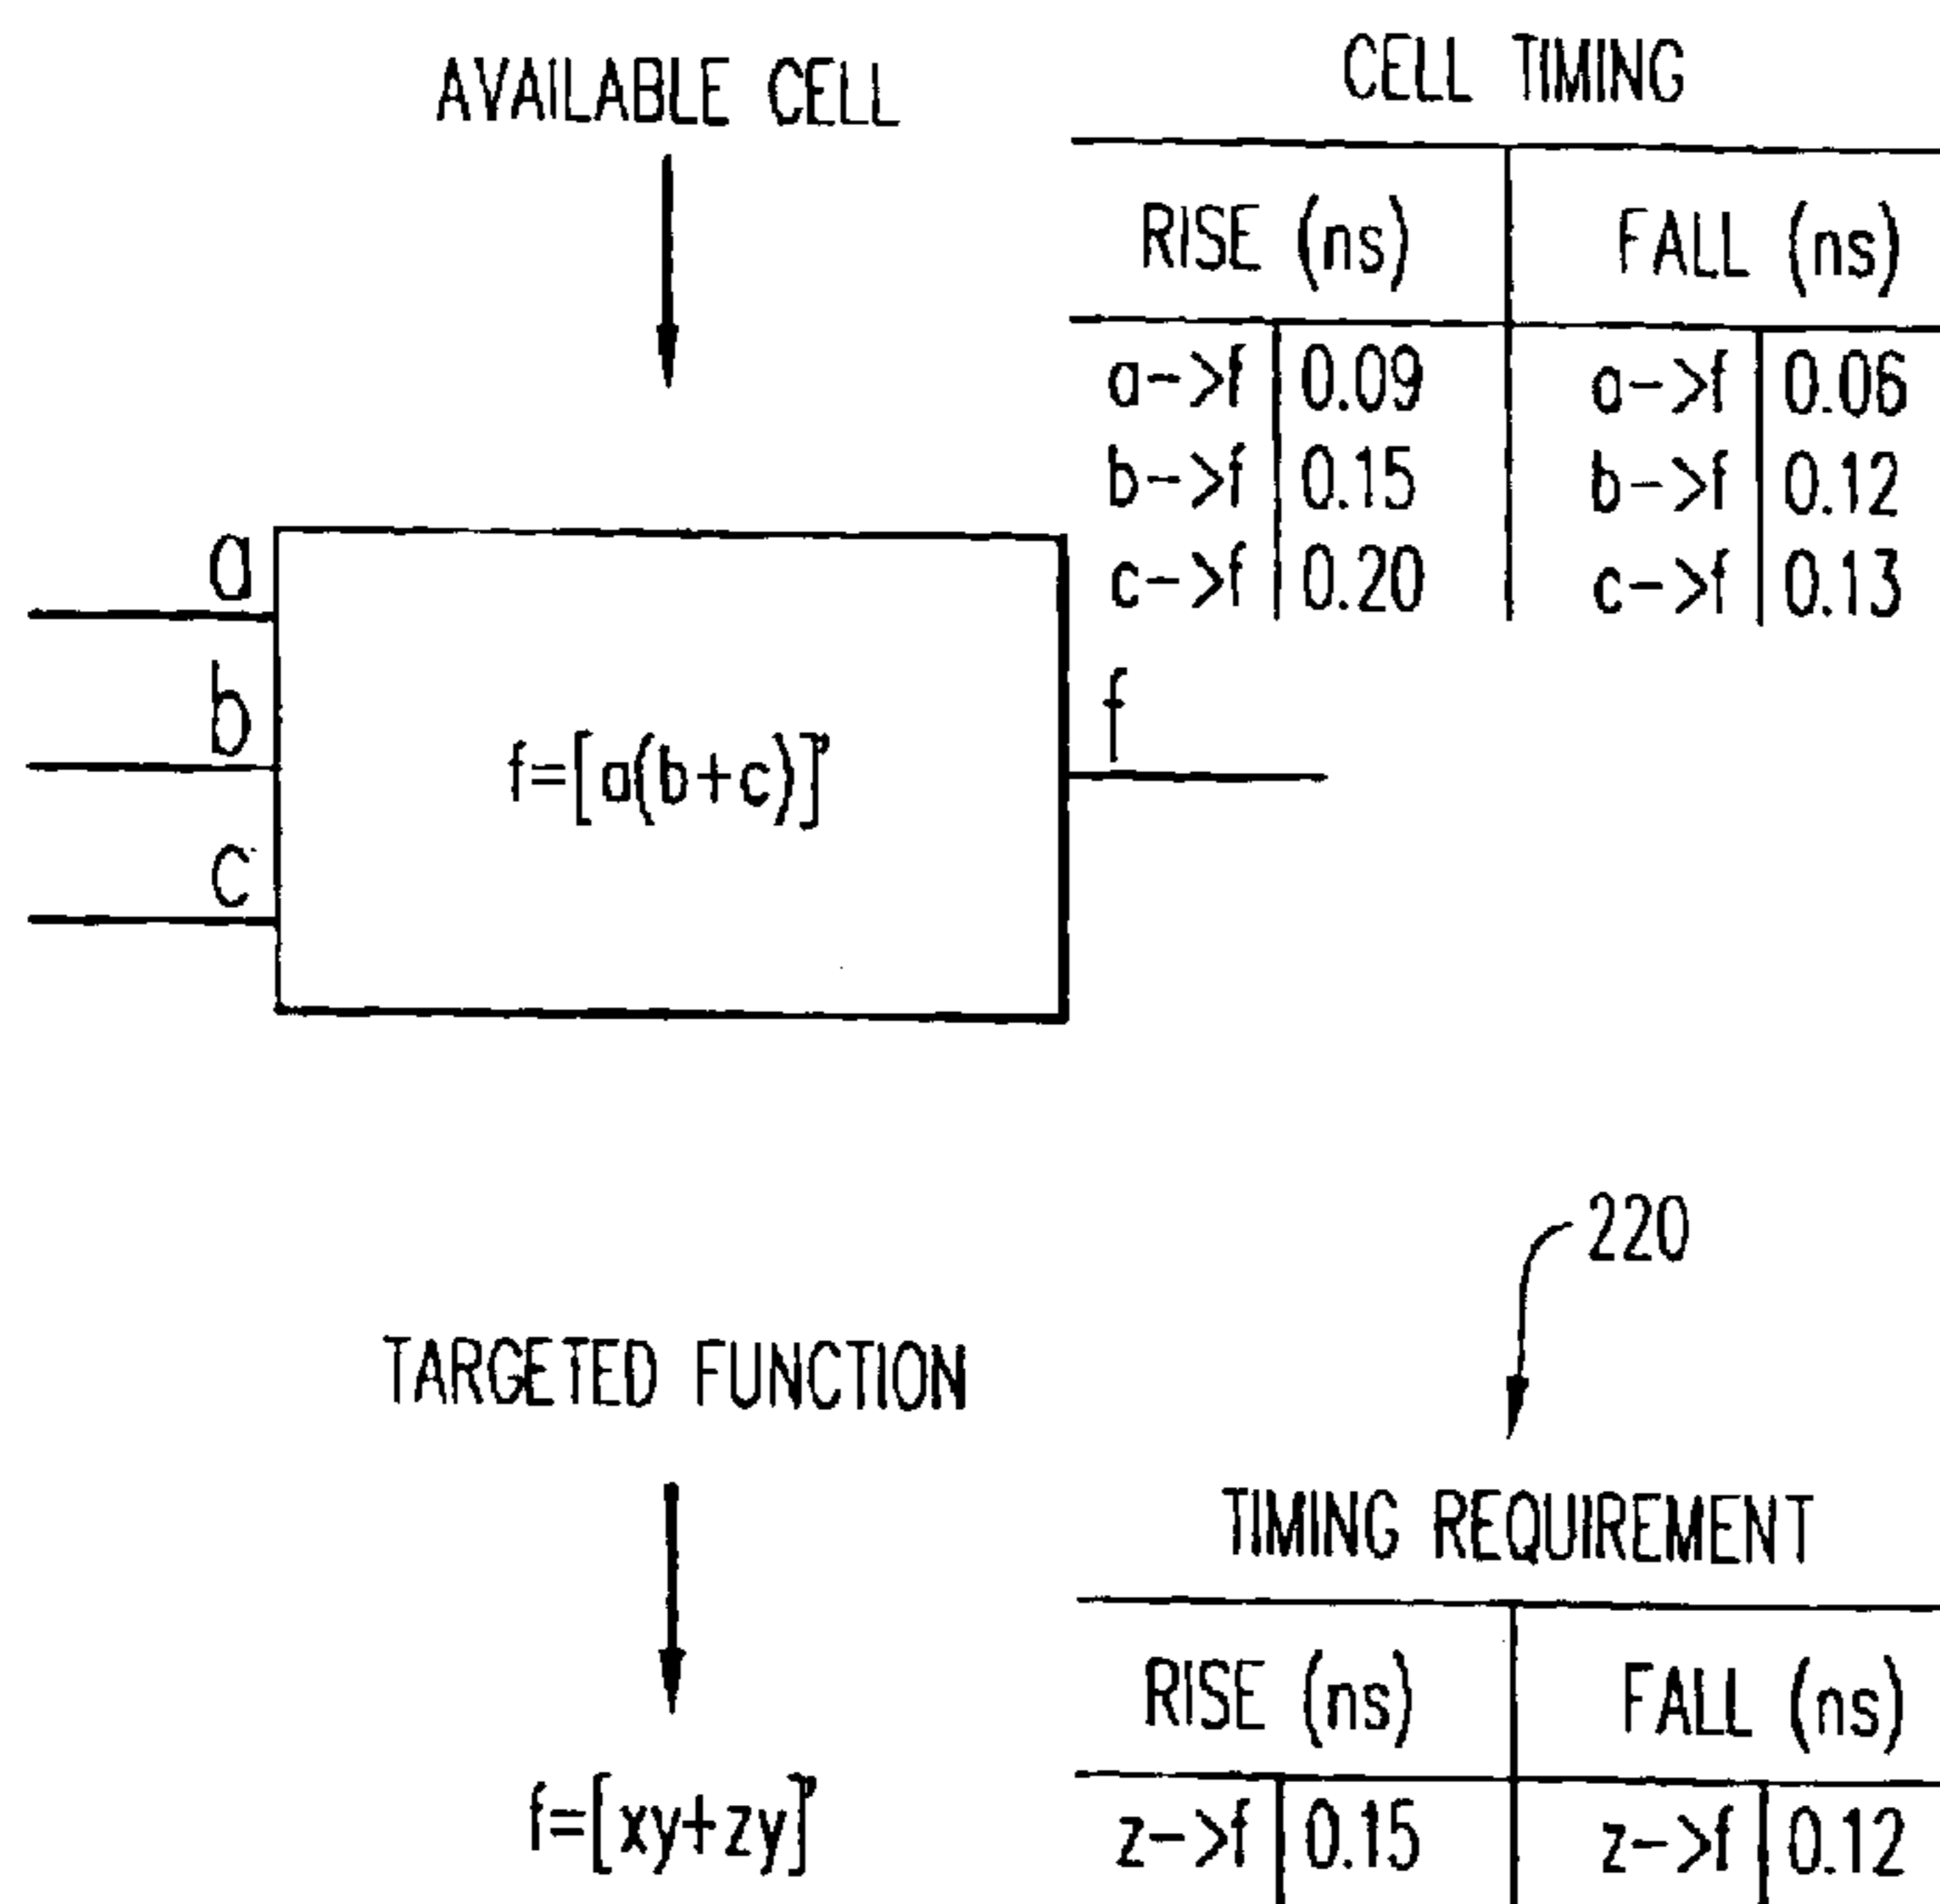 AVAILABLE CELL
CELL TIMING
RISE (ns) FALL (ns)
a->f 0.09 a->f 0.06
b->f 0.15 b->f 0.12
c->f 0.20 c->f 0.13
a
b
c
f=[a(b+c)]'
f
220
TARGETED FUNCTION
TIMING REQUIREMENT
RISE (ns) FALL (ns)
f=[xy+zy]'
z->f 0.15 z->f 0.12